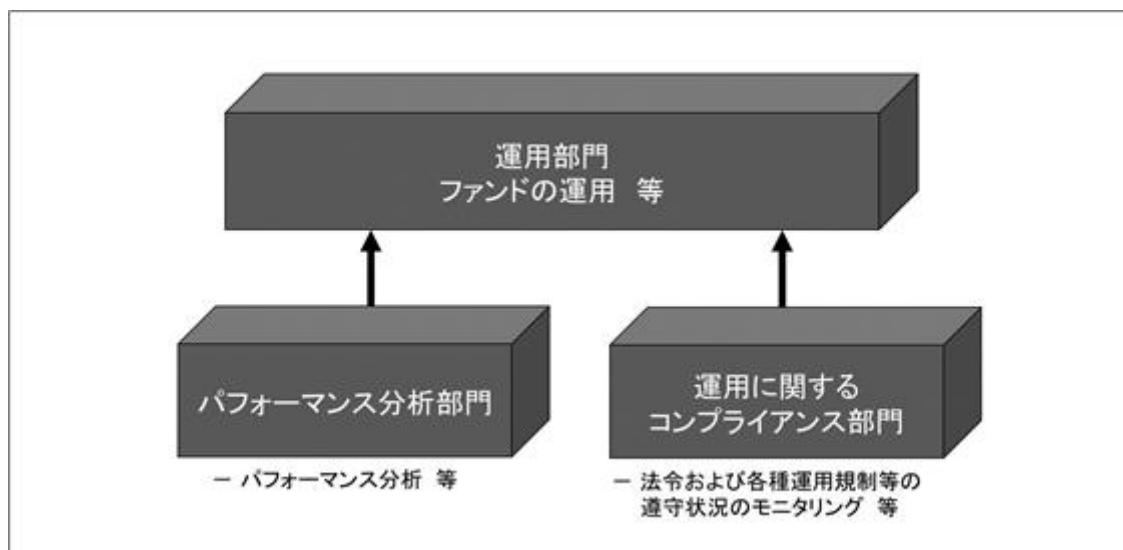 運用部門
ファンドの運用 等
パフォーマンス分析部門
－ パフォーマンス分析 等
運用に関する
コンプライアンス部門
－ 法令および各種運用規制等の
遵守状況のモニタリング 等